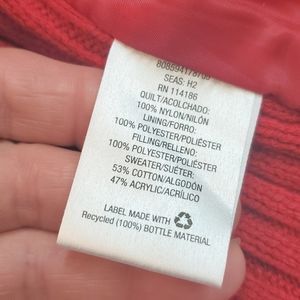 808594178705
SEAS: H2
RN 114186
QUILT/ACOLCHADO:
100% NYLON/NILÓN
LINING/FORRO:
100% POLYESTER/POLIÉSTER
FILLING/RELLENO:
100% POLYESTER/POLIÉSTER
SWEATER/SUÉTER:
53% COTTON/ALGODÓN
47% ACRYLIC/ACRÍLICO
LABEL MADE WITH
Recycled (100%) BOTTLE MATERIAL